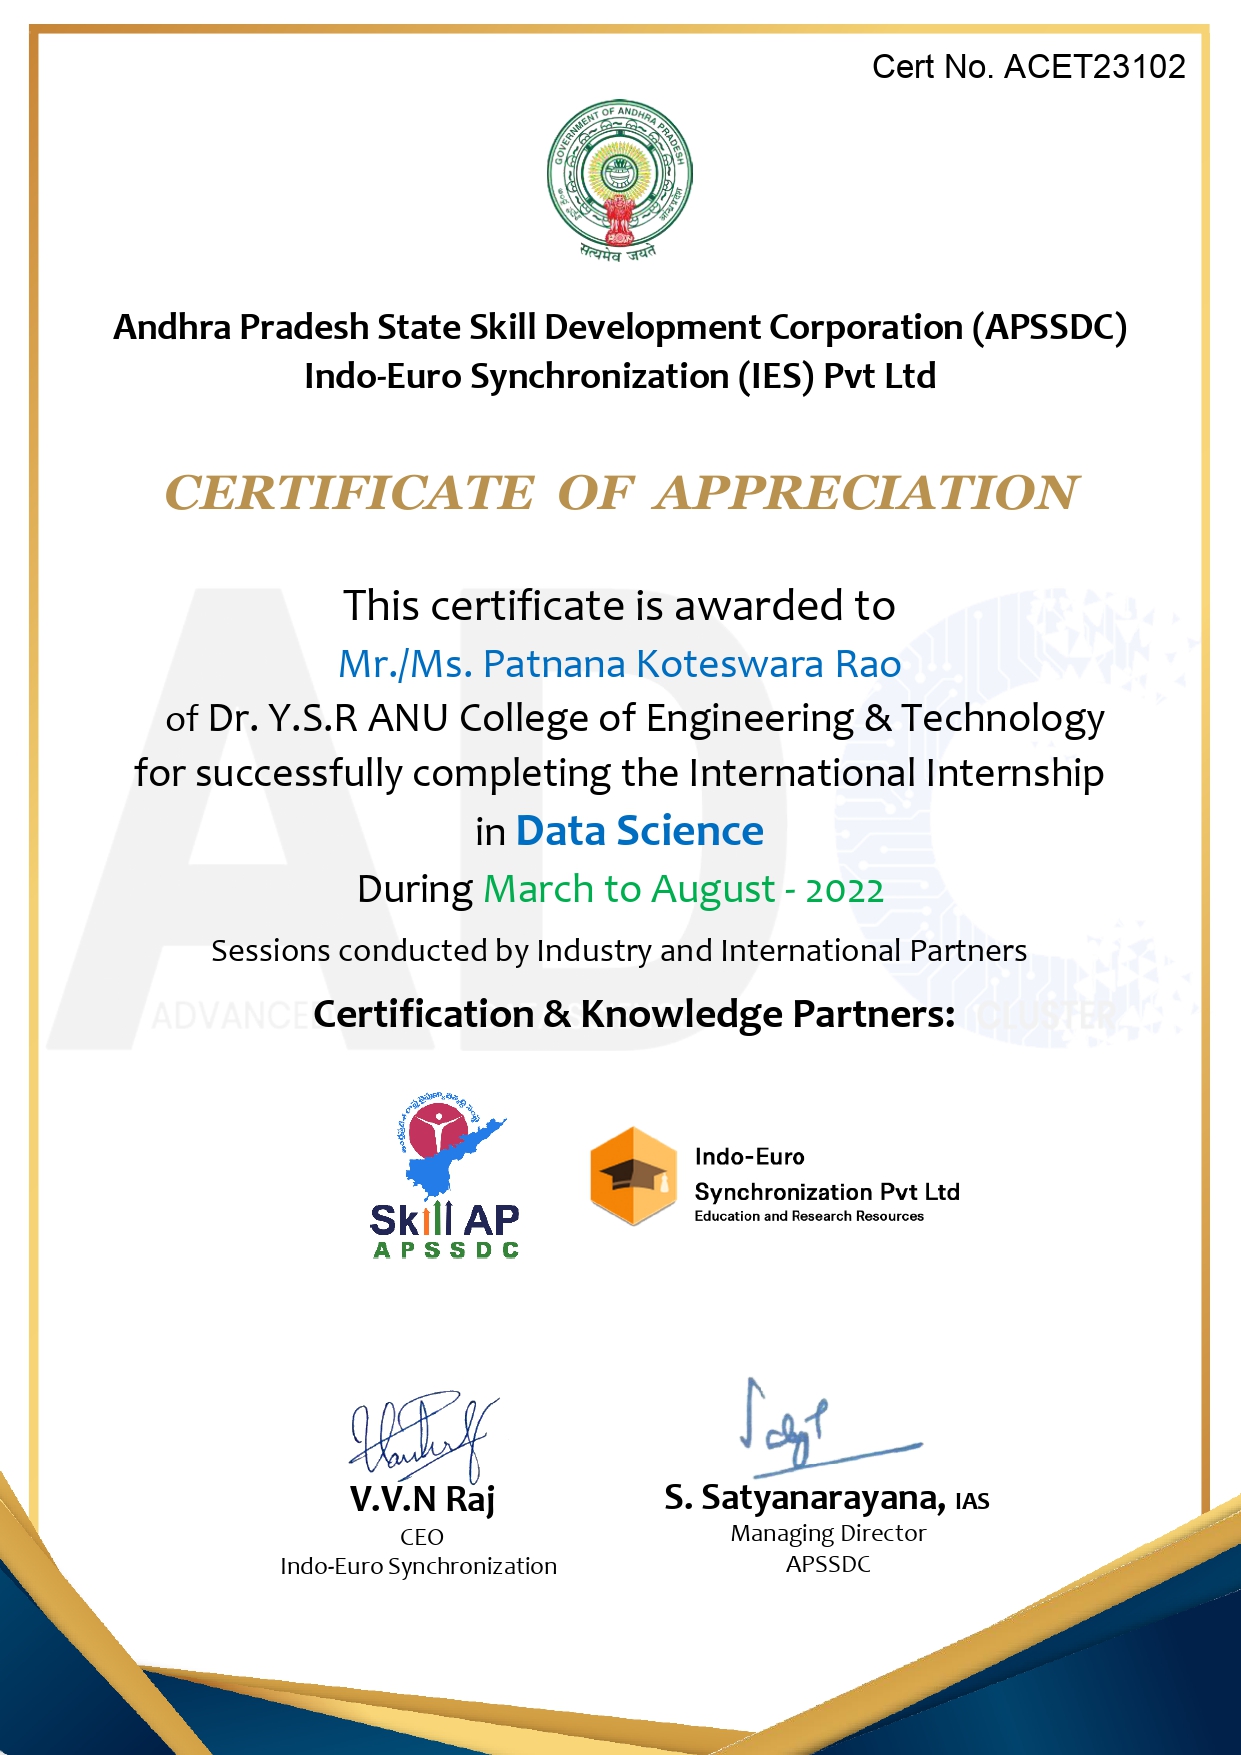 Cert No. ACET23102
GOVERNMENT OF ANDHRA PRADESH
सत्यमेव जयते
Andhra Pradesh State Skill Development Corporation (APSSDC)
Indo-Euro Synchronization (IES) Pvt Ltd
CERTIFICATE OF APPRECIATION
This certificate is awarded to
Mr./Ms. Patnana Koteswara Rao
of Dr. Y.S.R ANU College of Engineering & Technology
for successfully completing the International Internship
in Data Science
During March to August - 2022
Sessions conducted by Industry and International Partners
ADC
ADVANCED CLUSTER
Certification & Knowledge Partners:
Skill AP
APSSDC
Indo-Euro
Synchronization Pvt Ltd
Education and Research Resources
V.V.N Raj
CEO
Indo-Euro Synchronization
S. Satyanarayana, IAS
Managing Director
APSSDC